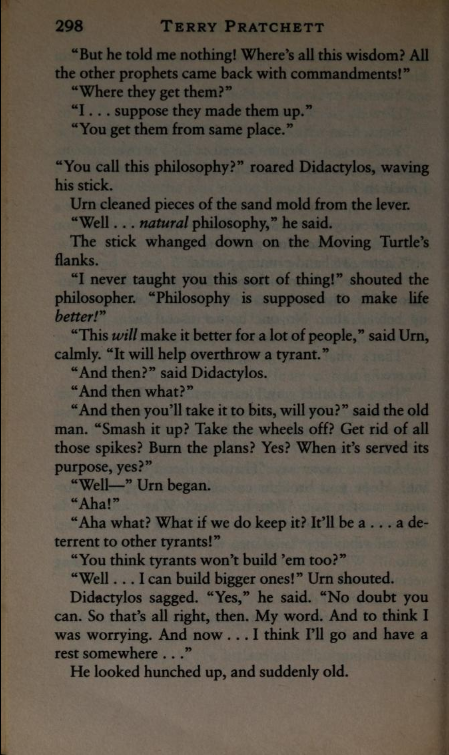 298 TERRY PRATCHETT
“But he told me nothing! Where’s all this wisdom? All
the other prophets came back with commandments!”
“Where they get them?”
“I . . . suppose they made them up.”
“You get them from same place.”
“You call this philosophy?” roared Didactylos, waving
his stick.
Urn cleaned pieces of the sand mold from the lever.
“Well . . . natural philosophy,” he said.
The stick whanged down on the Moving Turtle’s
flanks.
“I never taught you this sort of thing!” shouted the
philosopher. “Philosophy is supposed to make life
better!”
“This will make it better for a lot of people,” said Urn,
calmly. “It will help overthrow a tyrant.”
“And then?” said Didactylos.
“And then what?”
“And then you’ll take it to bits, will you?” said the old
man. “Smash it up? Take the wheels off? Get rid of all
those spikes? Burn the plans? Yes? When it’s served its
purpose, yes?”
“Well—” Urn began.
“Aha!”
“Aha what? What if we do keep it? It’ll be a . . . a de-
terrent to other tyrants!”
“You think tyrants won’t build ’em too?”
“Well . . . I can build bigger ones!” Urn shouted.
Didactylos sagged. “Yes,” he said. “No doubt you
can. So that’s all right, then. My word. And to think I
was worrying. And now . . . I think I’ll go and have a
rest somewhere . . .”
He looked hunched up, and suddenly old.